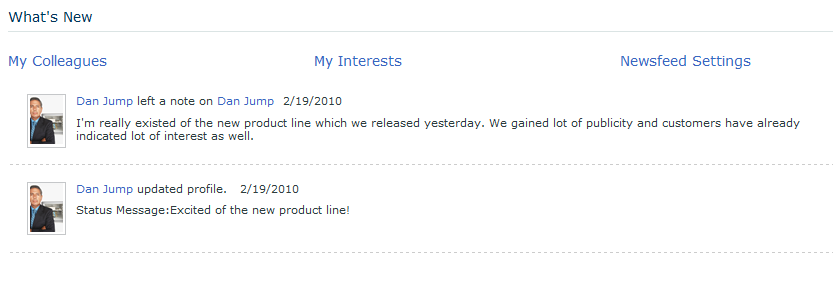 What's New
My Colleagues My Interests Newsfeed Settings
Dan Jump left a note on Dan Jump 2/19/2010
I'm really existed of the new product line which we released yesterday. We gained lot of publicity and customers have already
indicated lot of interest as well.
Dan Jump updated profile. 2/19/2010
Status Message:Excited of the new product line!